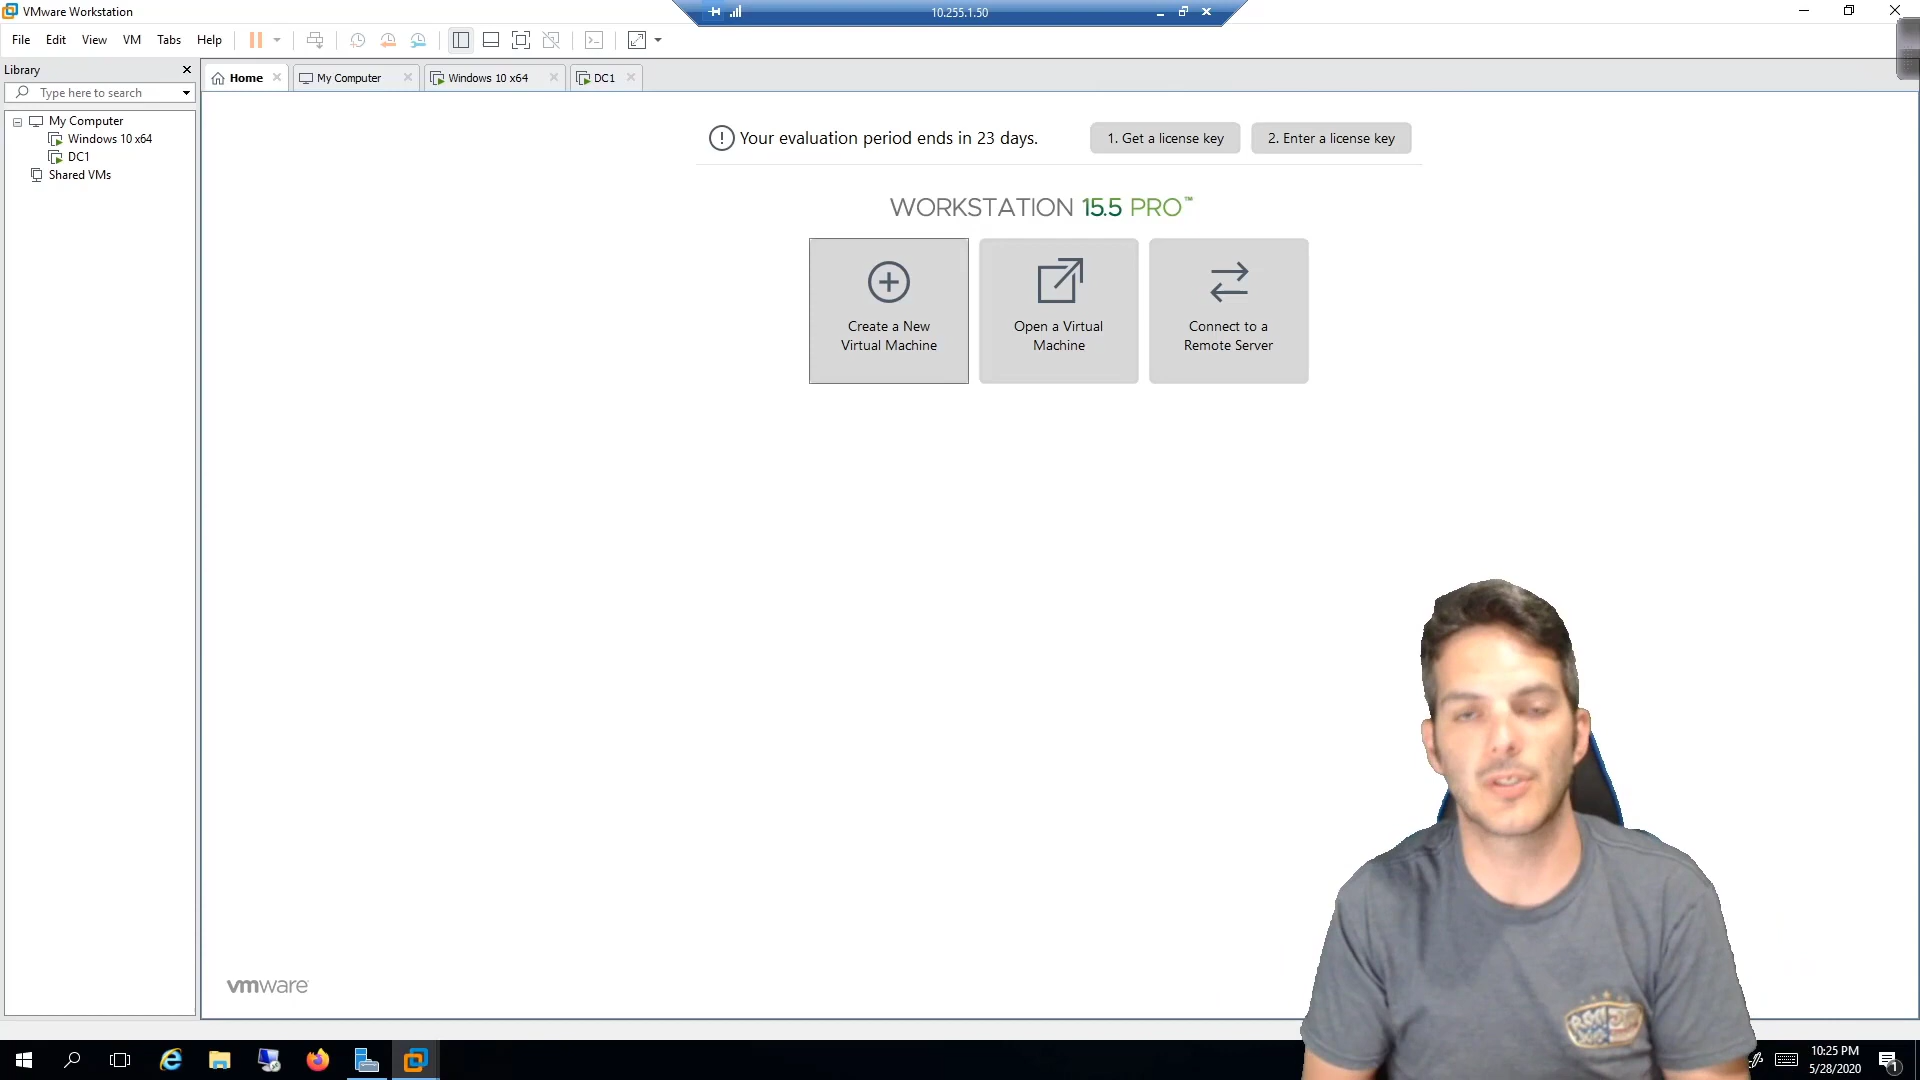 VMware Workstation
10.255.1.50
File Edit View VM Tabs Help
Library
Type here to search
Home
My Computer
Windows 10 x64
DC1
My Computer
Windows 10 x64
DC1
Shared VMs
Your evaluation period ends in 23 days.
1. Get a license key
2. Enter a license key
WORKSTATION 15.5 PRO™
Create a New
Virtual Machine
Open a Virtual
Machine
Connect to a
Remote Server
vmware
10:25 PM
5/28/2020
1